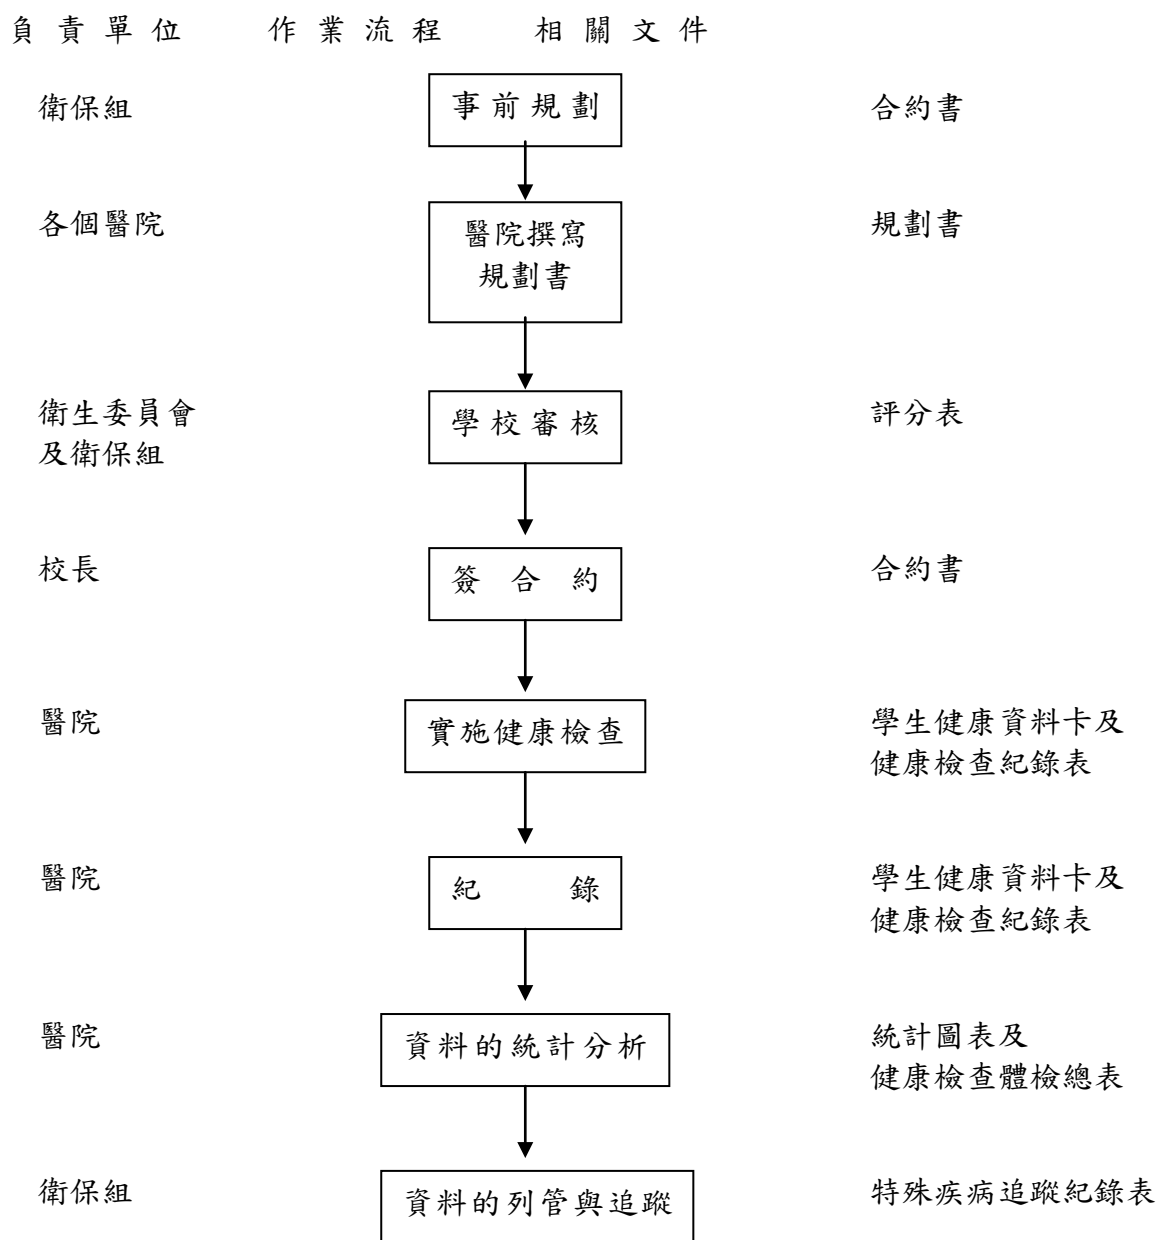 負責單位 作業流程 相關文件
衛保組 事前規劃 合約書
各個醫院 醫院撰寫 規劃書
規劃書
衛生委員會 學校審核 評分表
及衛保組
校長 簽合約 合約書
醫院 實施健康檢查 學生健康資料卡及
健康檢查紀錄表
醫院 紀錄 學生健康資料卡及
健康檢查紀錄表
醫院 資料的統計分析 統計圖表及
健康檢查體檢總表
衛保組 資料的列管與追蹤 特殊疾病追蹤紀錄表